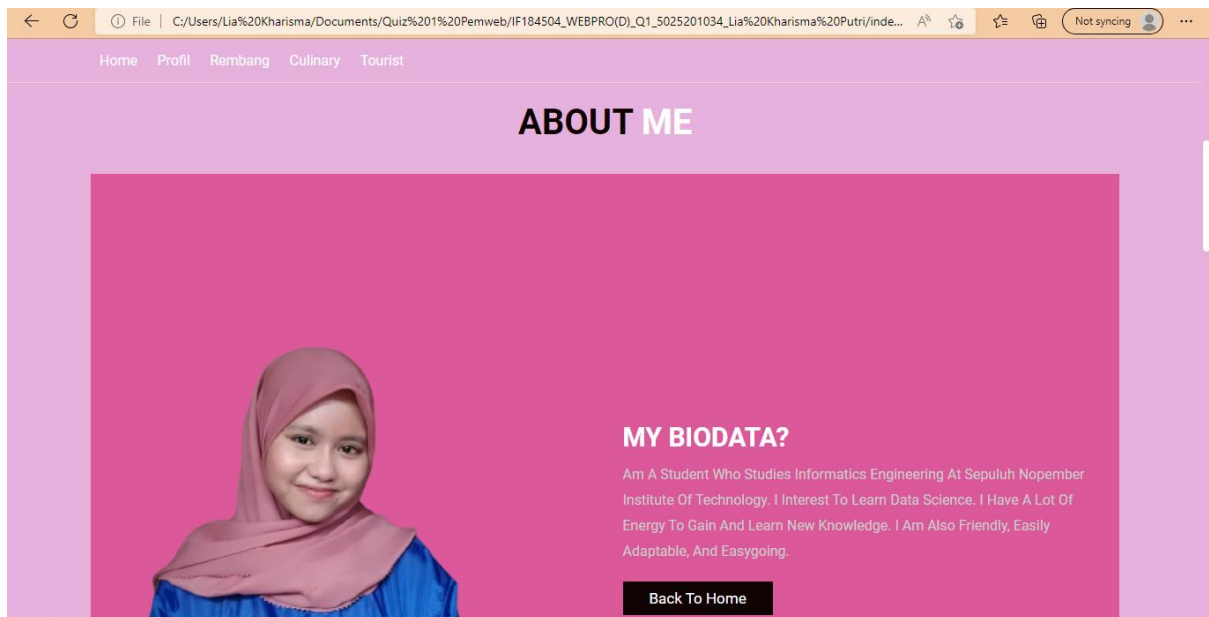 File | C:/Users/Lia%20Kharisma/Documents/Quiz%201%20Pemweb/IF184504_WEBPRO(D)_Q1_5025201034_Lia%20Kharisma%20Putri/inde... A Not syncing ...
Home Profil Rembang Culinary Tourist
ABOUT ME
MY BIODATA?
Am A Student Who Studies Informatics Engineering At Sepuluh Nopember
Institute Of Technology. I Interest To Learn Data Science. I Have A Lot Of
Energy To Gain And Learn New Knowledge. I Am Also Friendly, Easily
Adaptable, And Easygoing.
Back To Home